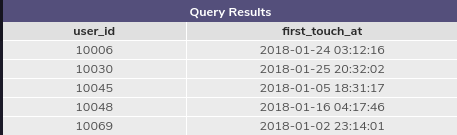 Query Results
user_id first_touch_at
10006 2018-01-24 03:12:16
10030 2018-01-25 20:32:02
10045 2018-01-05 18:31:17
10048 2018-01-16 04:17:46
10069 2018-01-02 23:14:01